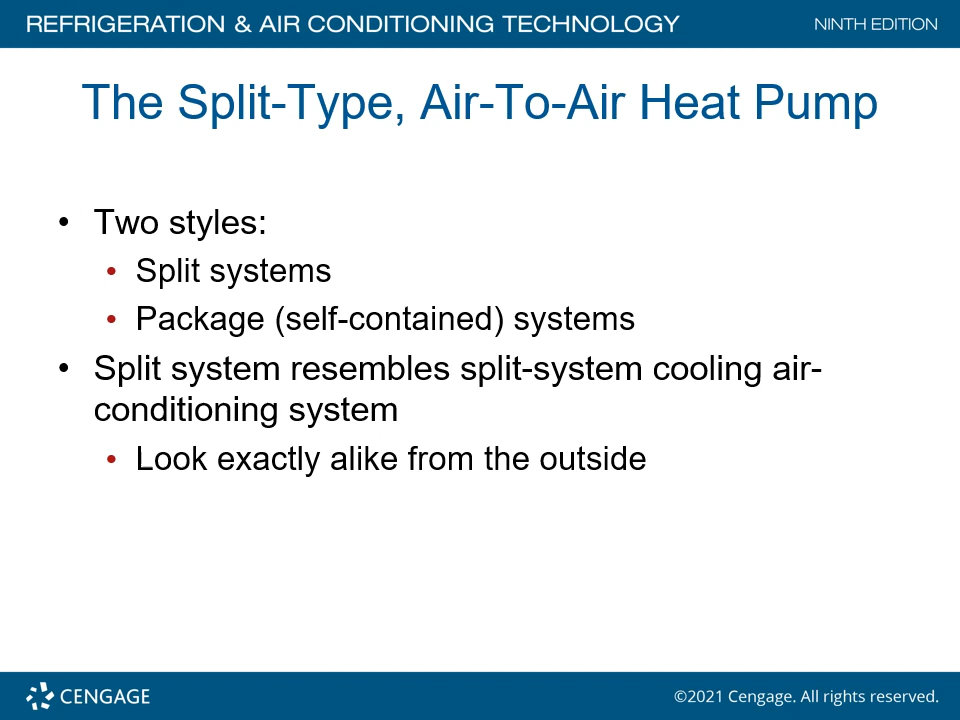 REFRIGERATION & AIR CONDITIONING TECHNOLOGY
NINTH EDITION
The Split-Type, Air-To-Air Heat Pump
• Two styles:
• Split systems
• Package (self-contained) systems
• Split system resembles split-system cooling air-
conditioning system
• Look exactly alike from the outside
CENGAGE
©2021 Cengage. All rights reserved.